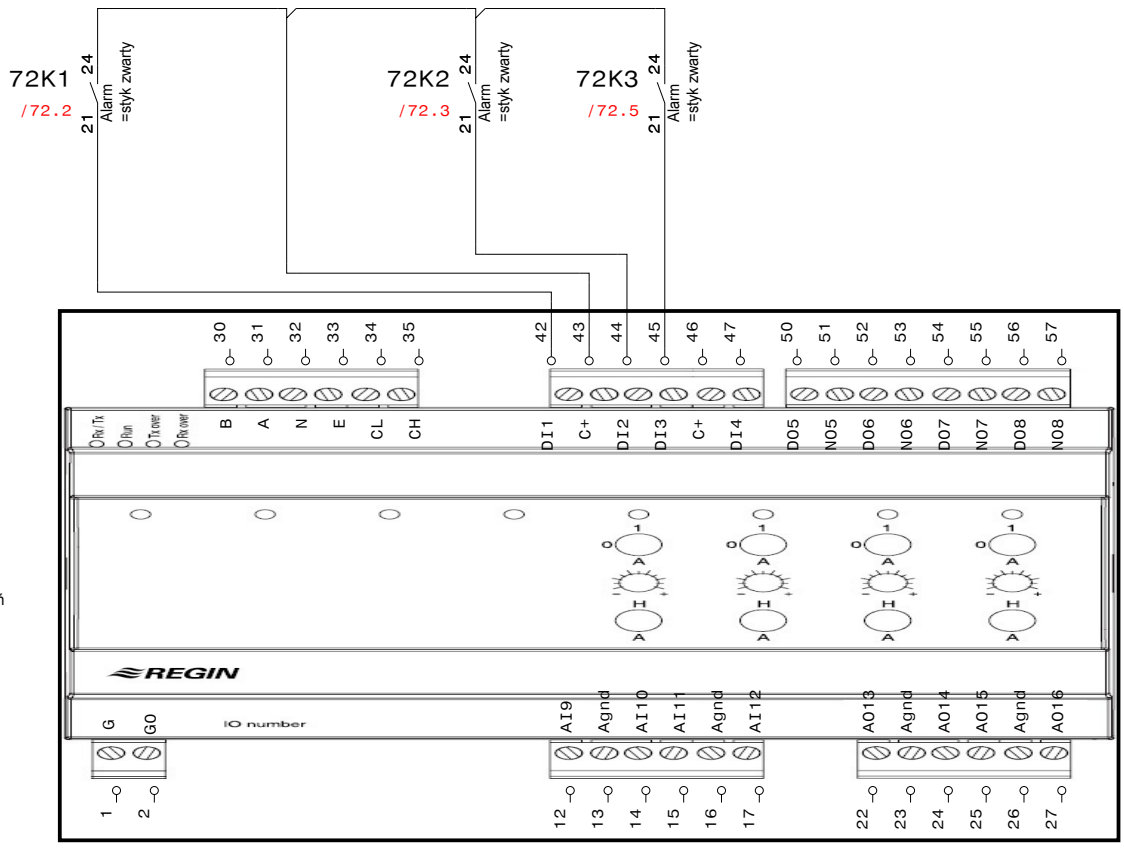 72K1
/72.2
24
21
Alarm
=styk zwarty
72K2
/72.3
24
21
Alarm
=styk zwarty
72K3
/72.5
24
21
Alarm
=styk zwarty
30 31 32 33 34 35
42 43 44 45 46 47
50 51 52 53 54 55 56 57
Rx / Tx
Run
Tx over
Rx over
B A N E CL CH
DI1 C+ DI2 DI3 C+ DI4
DO5 NO5 DO6 NO6 DO7 NO7 DO8 NO8
1 1 1 1
O O O O
A A A A
- + - + - + - +
H H H H
A A A A
ń
REGIN
G G0
IO number
AI9 Agnd AI10 AI11 Agnd AI12
AO13 Agnd AO14 AO15 Agnd AO16
1 2
12 13 14 15 16 17
22 23 24 25 26 27